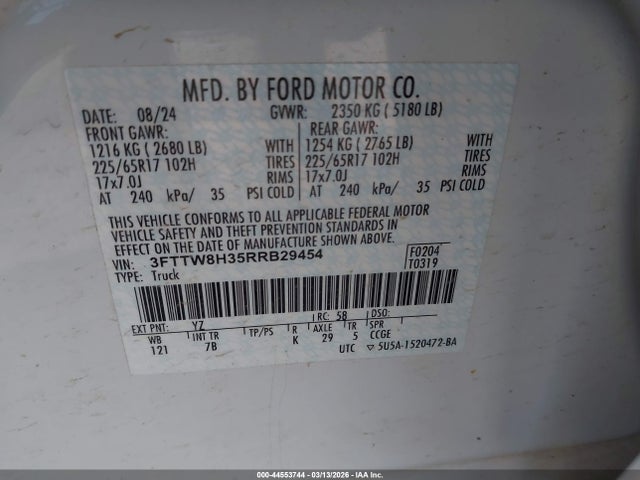 MFD. BY FORD MOTOR CO.
DATE: 08/24 GVWR: 2350 KG ( 5180 LB)
FRONT GAWR: REAR GAWR:
1216 KG ( 2680 LB) WITH 1254 KG ( 2765 LB) WITH
225/65R17 102H TIRES 225/65R17 102H TIRES
17x7.0J RIMS 17x7.0J RIMS
AT 240 kPa/ 35 PSI COLD AT 240 kPa/ 35 PSI COLD
THIS VEHICLE CONFORMS TO ALL APPLICABLE FEDERAL MOTOR
VEHICLE SAFETY AND THEFT PREVENTION STANDARDS IN
EFFECT ON THE DATE OF MANUFACTURE SHOWN ABOVE.
VIN: 3FTTW8H35RRB29454 F0204
TYPE: Truck T0319
EXT PNT: YZ RC: 58 DSO:
WB INT TR TP/PS R AXLE TR SPR
121 7B K 29 5 CCGE
UTC ▽ 5U5A-1520472-BA
000-44553744 - 03/13/2026 - IAA Inc.